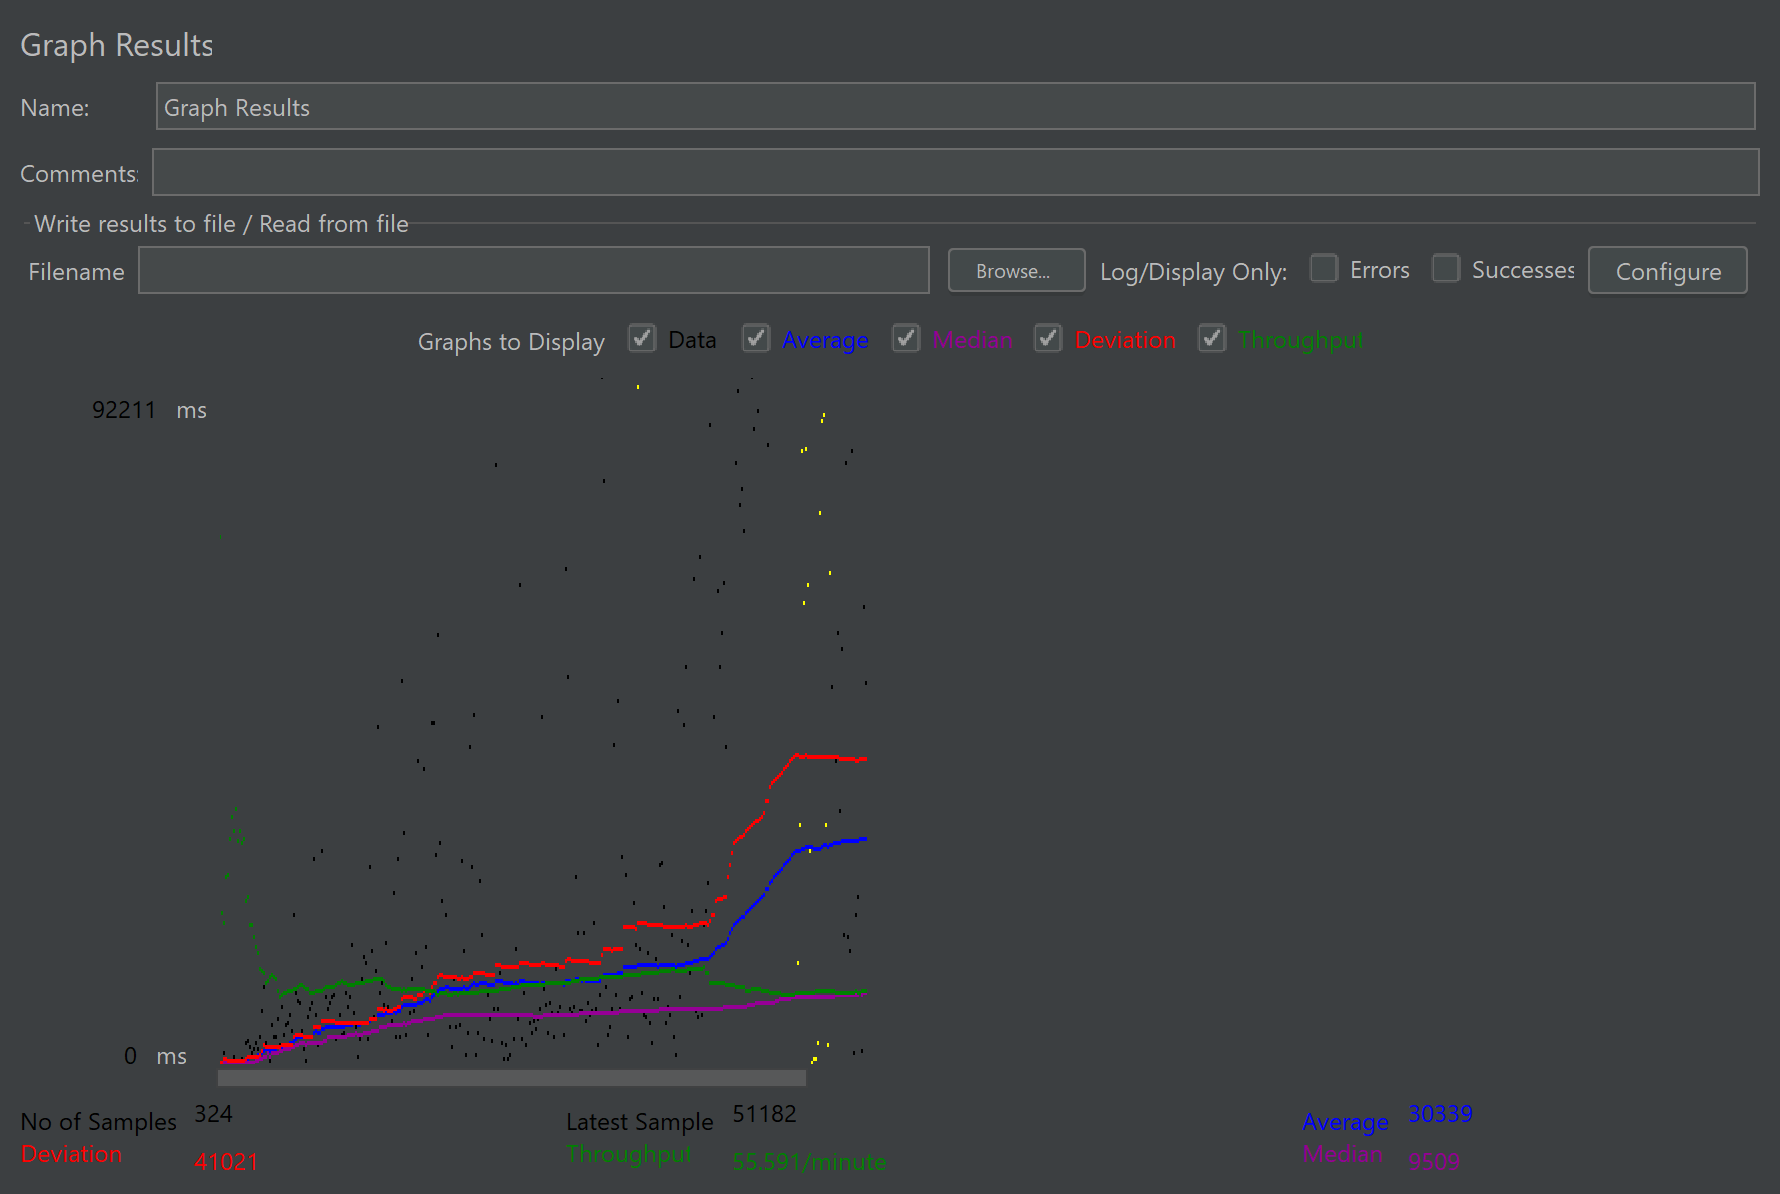 Graph Results
Name: Graph Results
Comments:
Write results to file / Read from file
Filename Browse... Log/Display Only: Errors Successes Configure
Graphs to Display Data Average Median Deviation Throughput
92211 ms
0 ms
No of Samples 324 Latest Sample 51182 Average 30339
Deviation 41021 Throughput 55.591/minute Median 9509